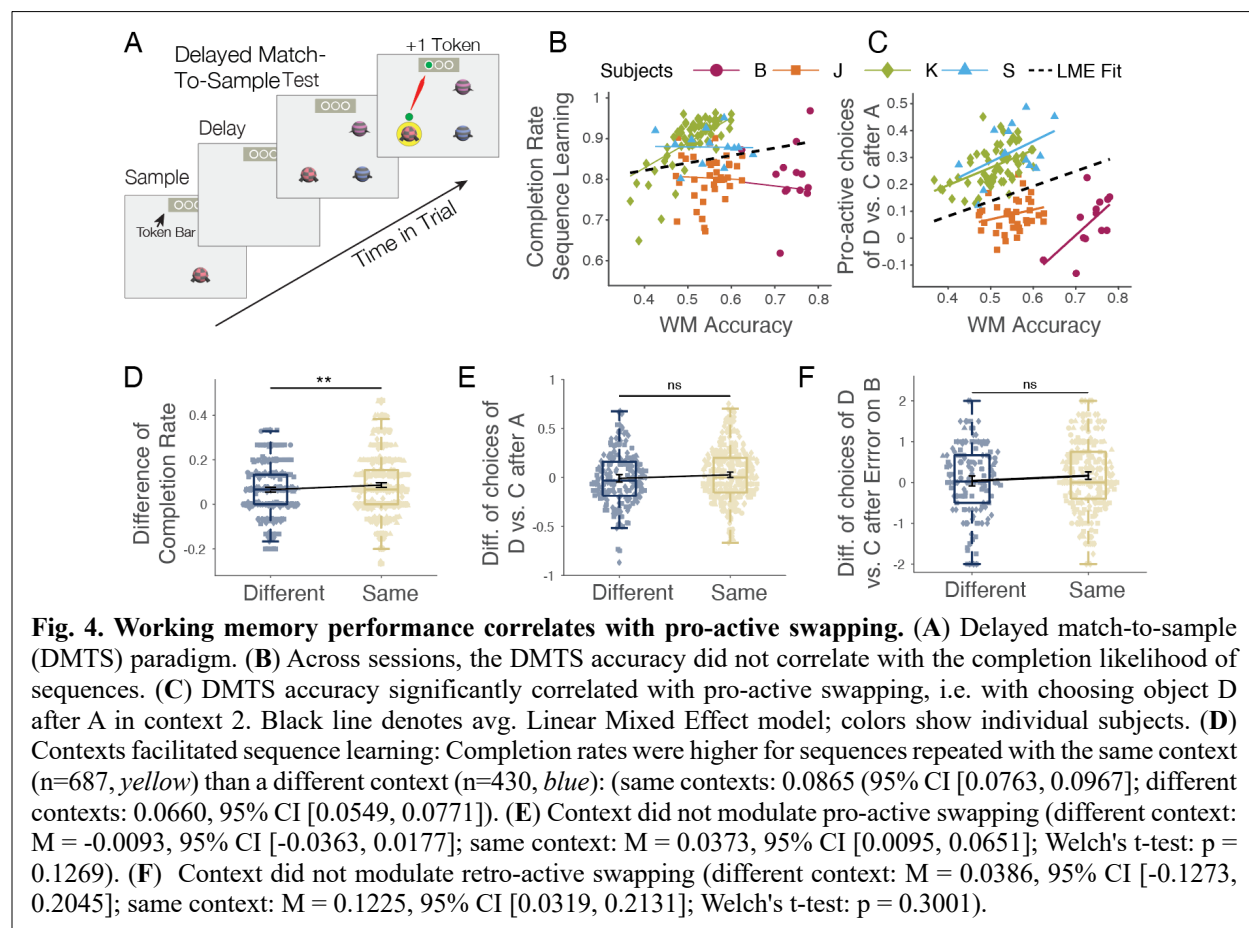 A
Delayed Match-
To-Sample Test
+1 Token
Delay
Sample
Token Bar
Time in Trial
B
C
Subjects B J K S LME Fit
Completion Rate
Sequence Learning
1
0.9
0.8
0.7
0.6
0.4 0.5 0.6 0.7 0.8
WM Accuracy
Pro-active choices
of D vs. C after A
0.5
0.4
0.3
0.2
0.1
0
-0.1
0.4 0.5 0.6 0.7 0.8
WM Accuracy
D
**
Difference of
Completion Rate
0.4
0.2
0
-0.2
Different Same
E
ns
Diff. of choices of
D vs. C after A
1
0.5
0
-0.5
-1
Different Same
F
ns
Diff. of choices of D
vs. C after Errror on B
2
1
0
-1
-2
Different Same
Fig. 4. Working memory performance correlates with pro-active swapping. (A) Delayed match-to-sample
(DMTS) paradigm. (B) Across sessions, the DMTS accuracy did not correlate with the completion likelihood of
sequences. (C) DMTS accuracy significantly correlated with pro-active swapping, i.e. with choosing object D
after A in context 2. Black line denotes avg. Linear Mixed Effect model; colors show individual subjects. (D)
Contexts facilitated sequence learning: Completion rates were higher for sequences repeated with the same context
(n=687, yellow) than a different context (n=430, blue): (same contexts: 0.0865 (95% CI [0.0763, 0.0967]; different
contexts: 0.0660, 95% CI [0.0549, 0.0771]). (E) Context did not modulate pro-active swapping (different context:
M = -0.0093, 95% CI [-0.0363, 0.0177]; same context: M = 0.0373, 95% CI [0.0095, 0.0651]; Welch's t-test: p =
0.1269). (F) Context did not modulate retro-active swapping (different context: M = 0.0386, 95% CI [-0.1273,
0.2045]; same context: M = 0.1225, 95% CI [0.0319, 0.2131]; Welch's t-test: p = 0.3001).